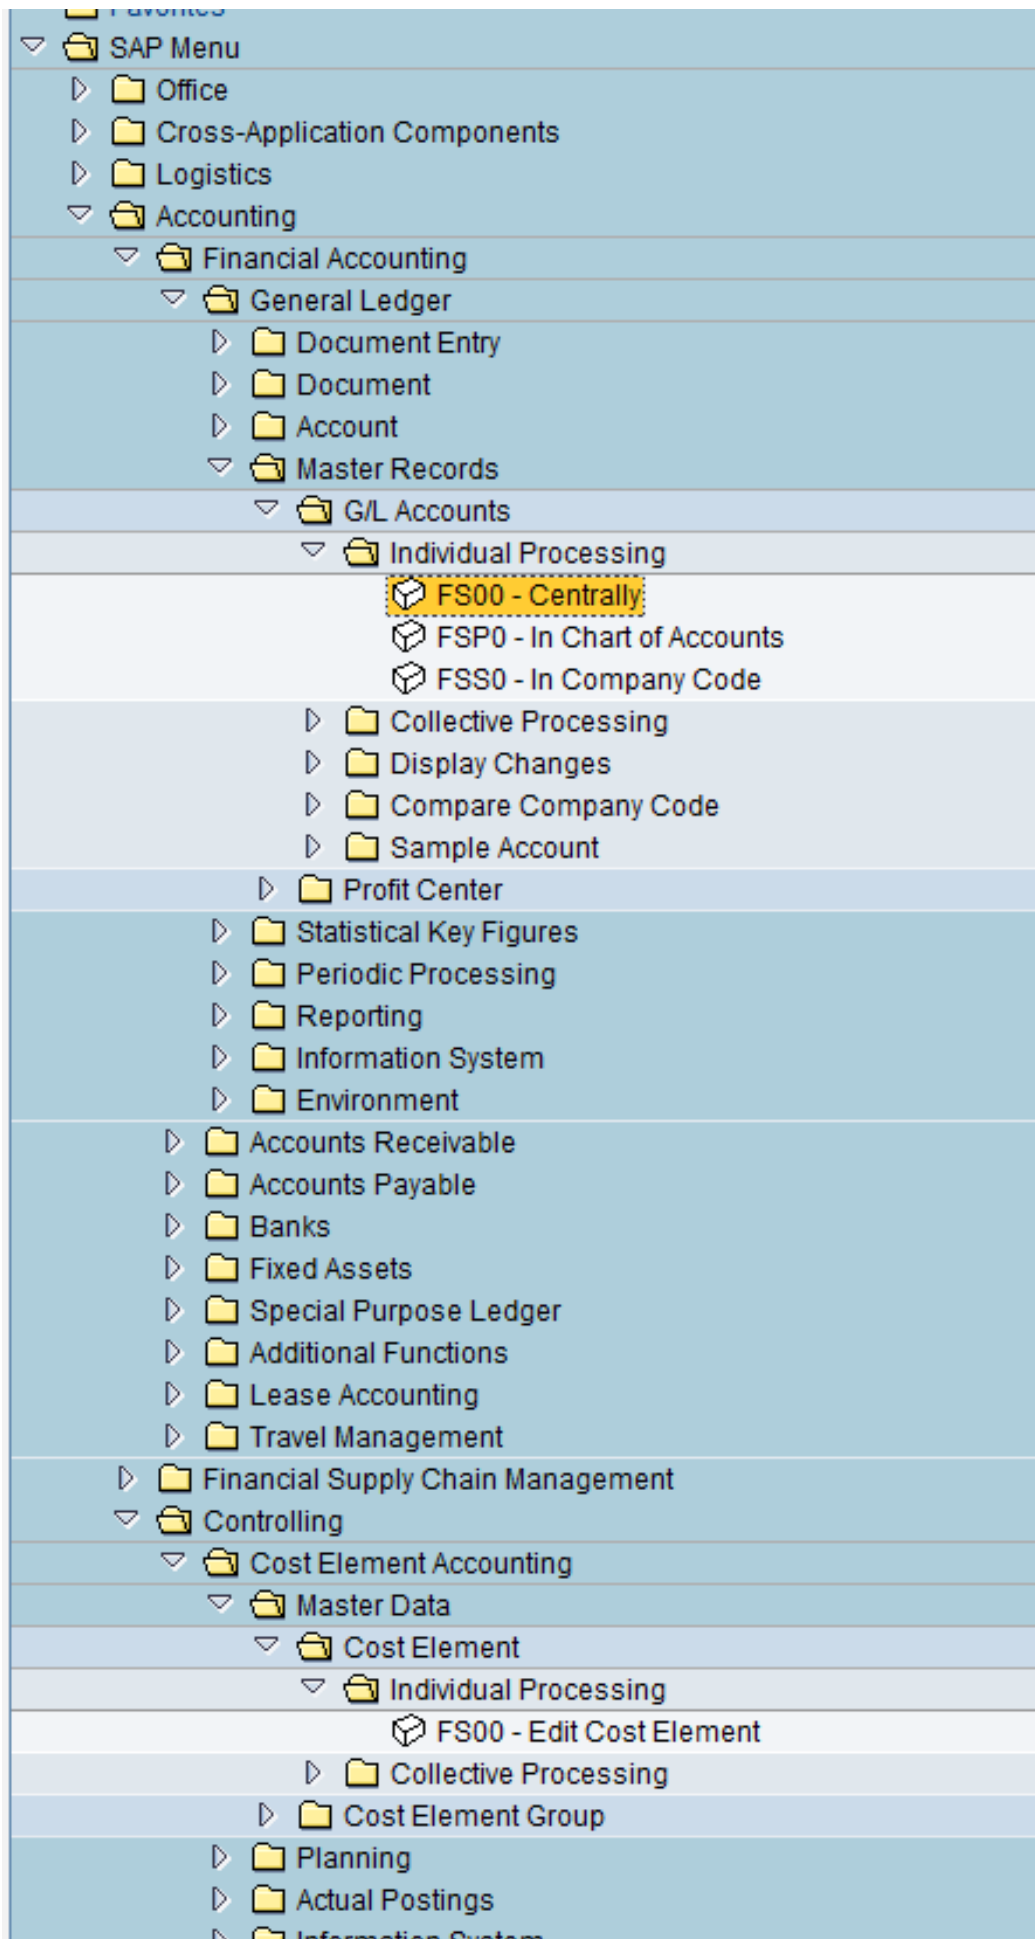 Favorites
SAP Menu
Office
Cross-Application Components
Logistics
Accounting
Financial Accounting
General Ledger
Document Entry
Document
Account
Master Records
G/L Accounts
Individual Processing
FS00 - Centrally
FSP0 - In Chart of Accounts
FSS0 - In Company Code
Collective Processing
Display Changes
Compare Company Code
Sample Account
Profit Center
Statistical Key Figures
Periodic Processing
Reporting
Information System
Environment
Accounts Receivable
Accounts Payable
Banks
Fixed Assets
Special Purpose Ledger
Additional Functions
Lease Accounting
Travel Management
Financial Supply Chain Management
Controlling
Cost Element Accounting
Master Data
Cost Element
Individual Processing
FS00 - Edit Cost Element
Collective Processing
Cost Element Group
Planning
Actual Postings
Information System